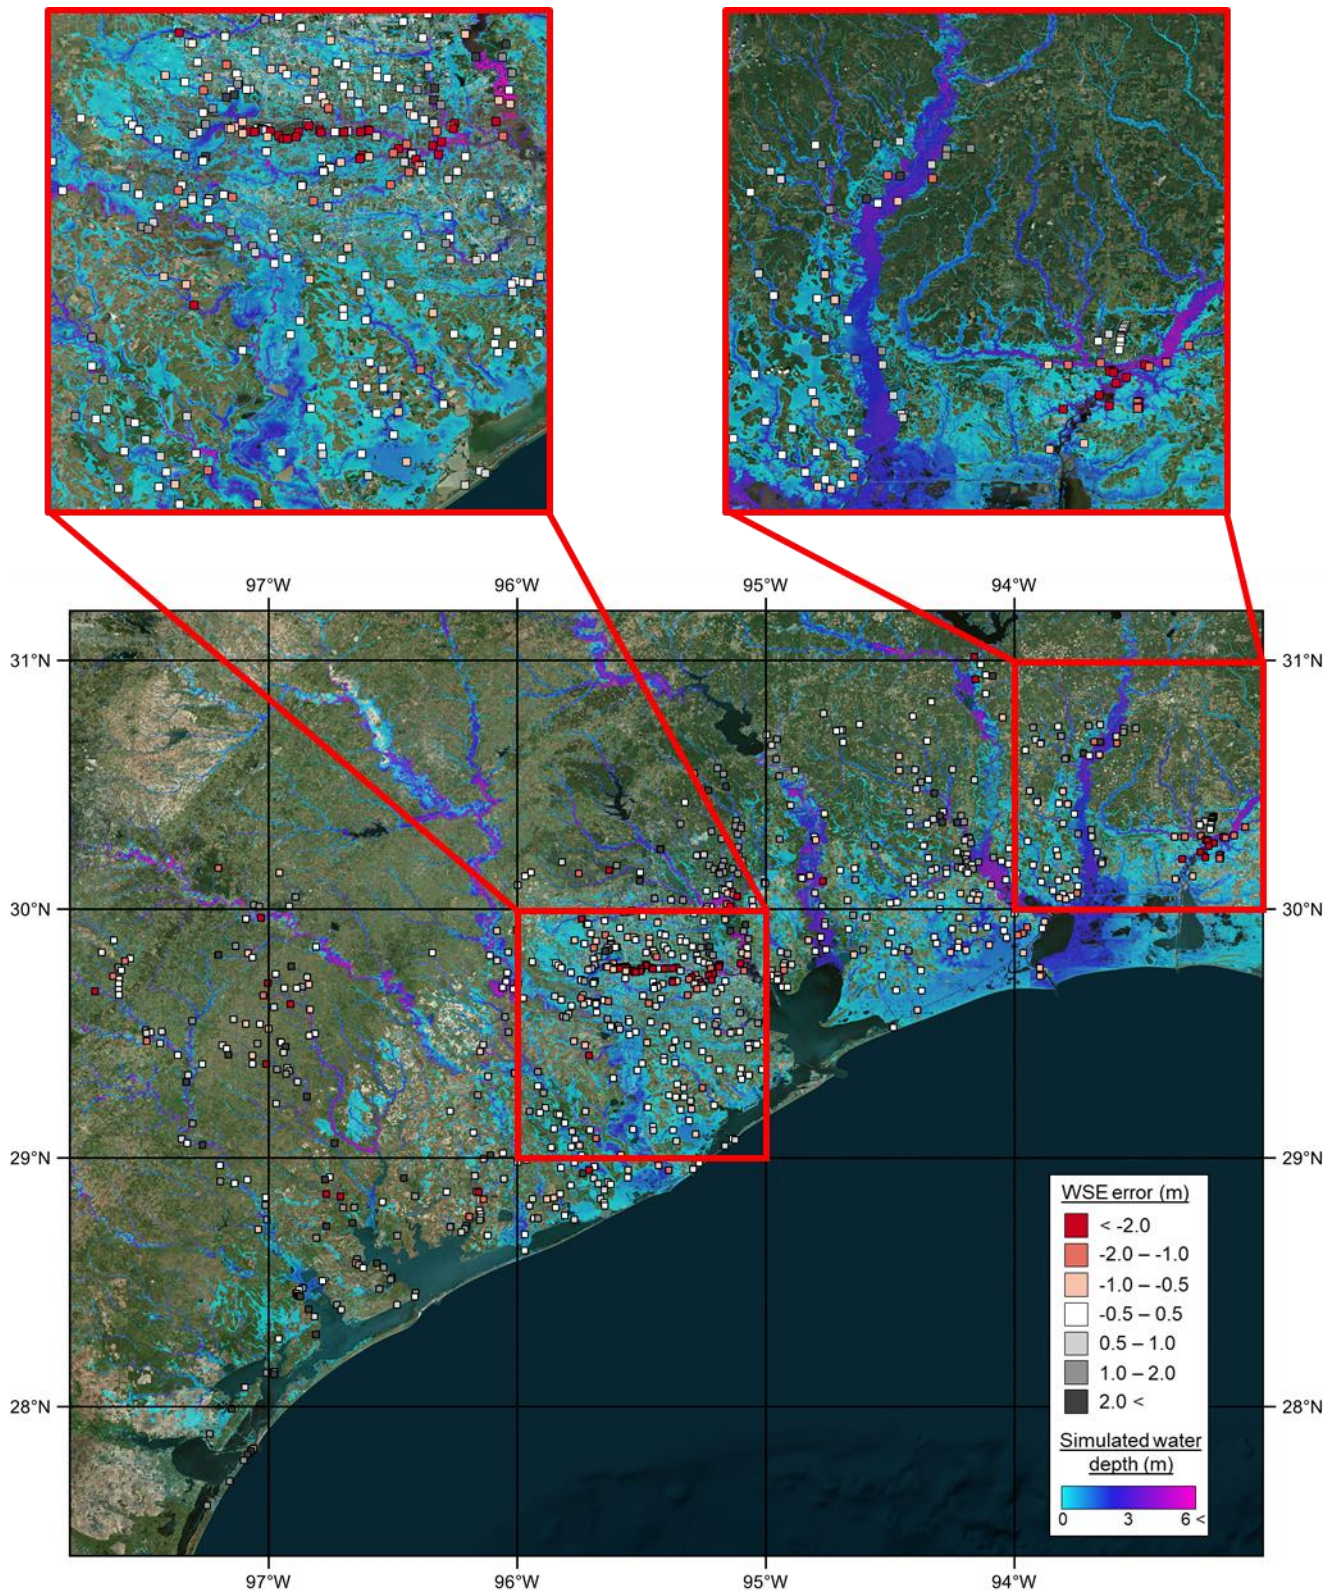 97°W 96°W 95°W 94°W
31°N 31°N
30°N 30°N
29°N 29°N
WSE error (m)
< -2.0
-2.0 – -1.0
-1.0 – -0.5
-0.5 – 0.5
0.5 – 1.0
1.0 – 2.0
2.0 <
28°N 28°N
Simulated water
depth (m)
0 3 6 <
97°W 96°W 95°W 94°W